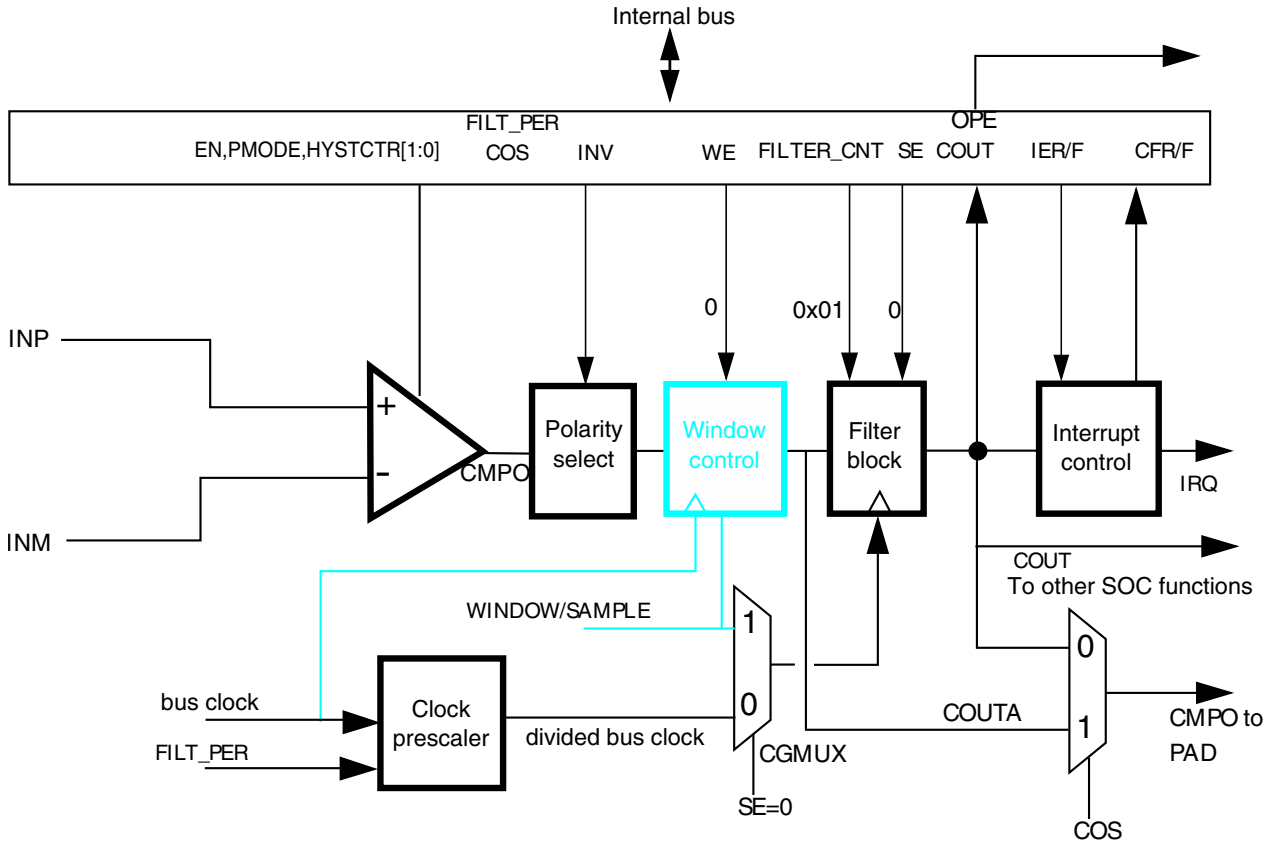 Internal bus
FILT_PER
OPE
EN,PMODE,HYSTCTR[1:0]
COS
INV
WE
FILTER_CNT
SE
COUT
IER/F
CFR/F
0
0x01
0
INP
+
-
CMPO
Polarity
select
Window
control
Filter
block
Interrupt
control
IRQ
INM
COUT
To other SOC functions
WINDOW/SAMPLE
1
0
0
1
bus clock
FILT_PER
Clock
prescaler
divided bus clock
CGMUX
SE=0
COUTA
CMPO to
PAD
COS